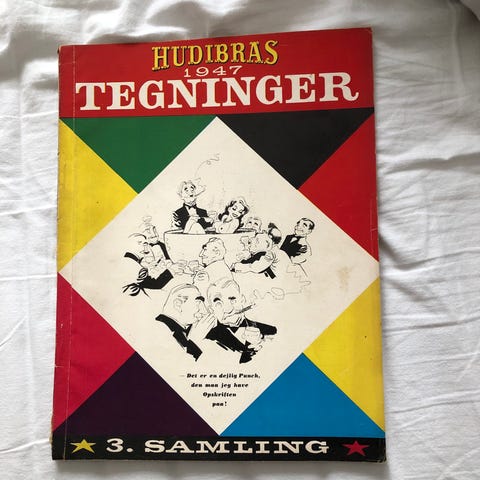 HUDIBRAS
1947
TEGNINGER
— Det er en dejlig Punch,
den maa jeg have
Opskriften
paa!
3. SAMLING